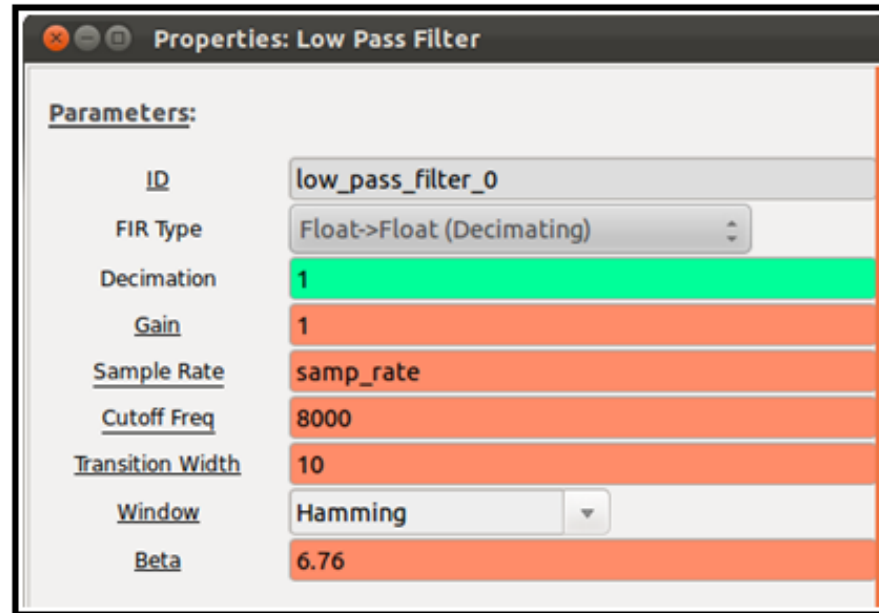 Properties: Low Pass Filter
Parameters:
ID low_pass_filter_0
FIR Type Float->Float (Decimating)
Decimation 1
Gain 1
Sample Rate samp_rate
Cutoff Freq 8000
Transition Width 10
Window Hamming
Beta 6.76